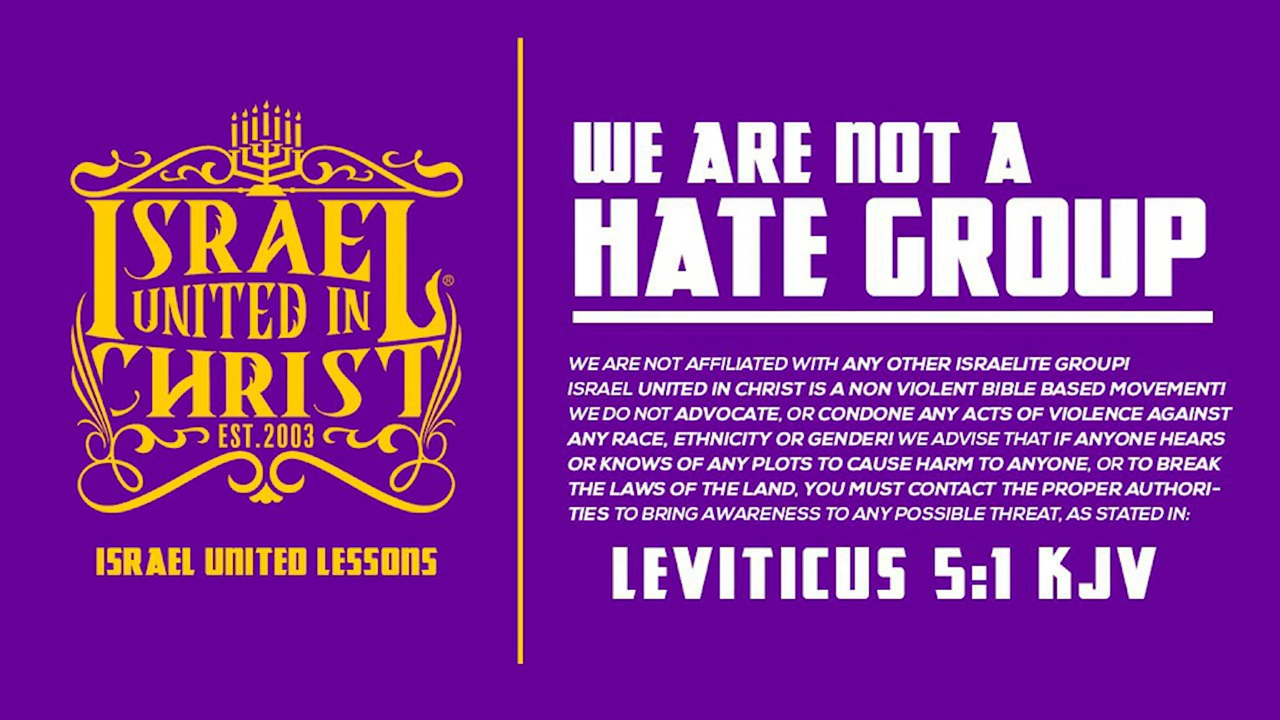 ISRAEL
UNITED IN
CHRIST
EST.2003
®
ISRAEL UNITED LESSONS
WE ARE NOT A
HATE GROUP
WE ARE NOT AFFILIATED WITH ANY OTHER ISRAELITE GROUP!
ISRAEL UNITED IN CHRIST IS A NON VIOLENT BIBLE BASED MOVEMENT!
WE DO NOT ADVOCATE, OR CONDONE ANY ACTS OF VIOLENCE AGAINST
ANY RACE, ETHNICITY OR GENDER! WE ADVISE THAT IF ANYONE HEARS
OR KNOWS OF ANY PLOTS TO CAUSE HARM TO ANYONE, OR TO BREAK
THE LAWS OF THE LAND, YOU MUST CONTACT THE PROPER AUTHORI-
TIES TO BRING AWARENESS TO ANY POSSIBLE THREAT, AS STATED IN:
LEVITICUS 5:1 KJV